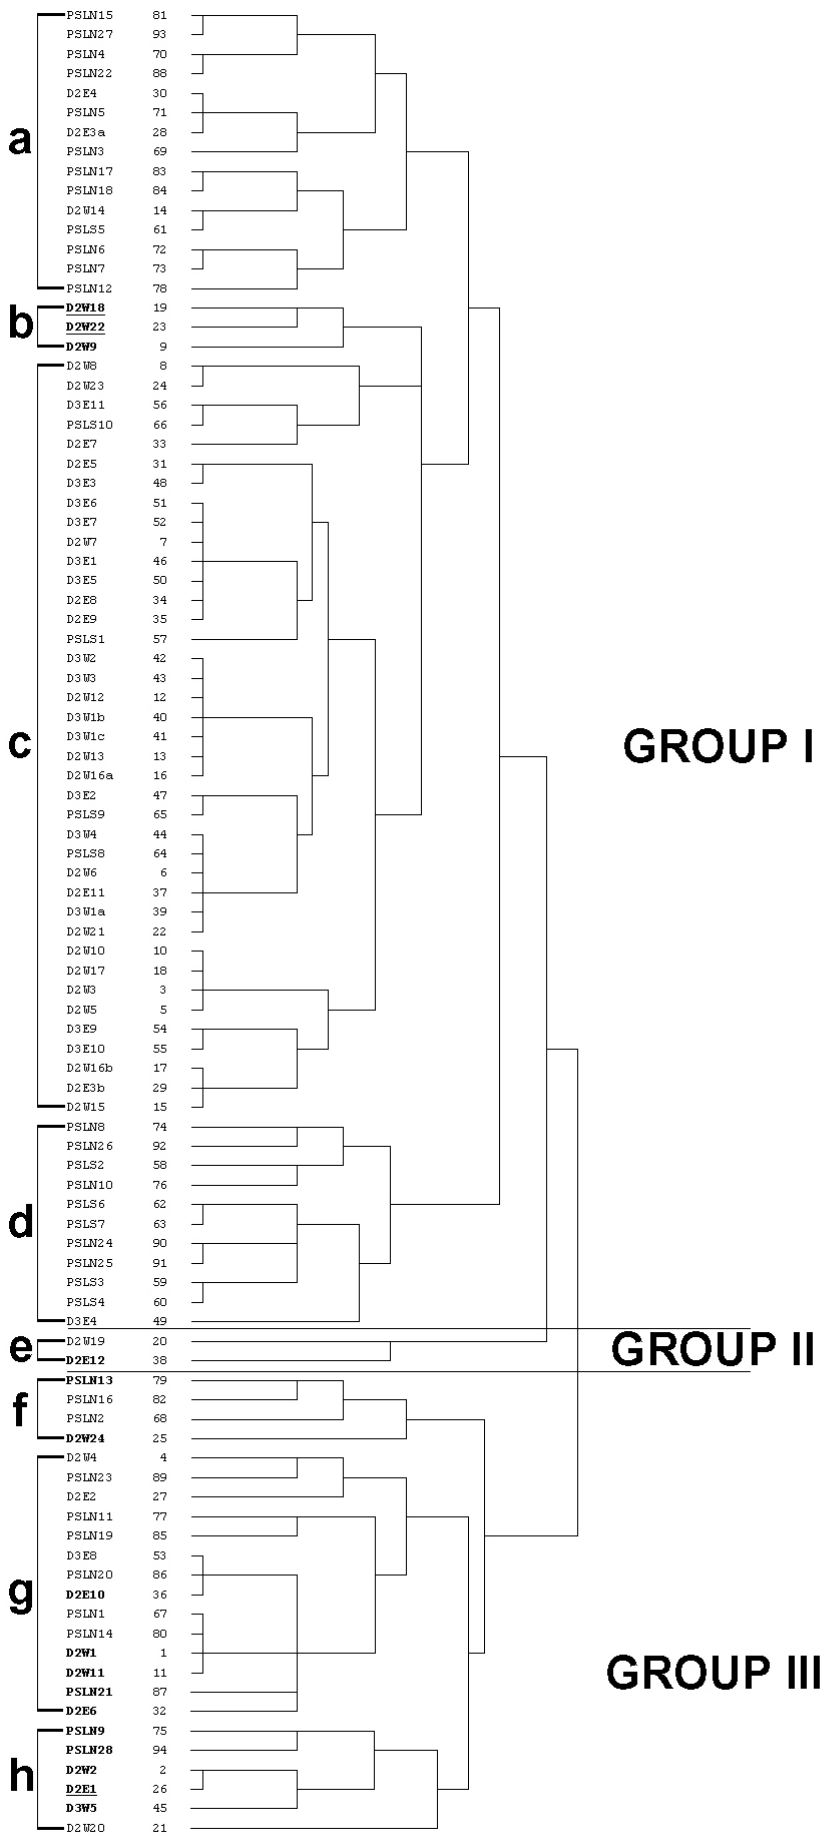 PSLN15 81
PSLN27 93
PSLN4 70
PSLN22 88
D2E4 30
PSLN5 71
D2E3a 28
a
PSLN3 69
PSLN17 83
PSLN18 84
D2W14 14
PSLS5 61
PSLN6 72
PSLN7 73
PSLN12 78
D2W18 19
b
D2W22 23
D2W9 9
D2W8 8
D2W23 24
D3E11 56
PSLS10 66
D2E7 33
D2E5 31
D3E3 48
D3E6 51
D3E7 52
D2W7 7
D3E1 46
D3E5 50
D2E8 34
D2E9 35
PSLS1 57
D3W2 42
D3W3 43
D2W12 12
D3W1b 40
D3W1c 41
c
GROUP I
D2W13 13
D2W16a 16
D3E2 47
PSLS9 65
D3W4 44
PSLS8 64
D2W6 6
D2E11 37
D3W1a 39
D2W21 22
D2W10 10
D2W17 18
D2W3 3
D2W5 5
D3E9 54
D3E10 55
D2W16b 17
D2E3b 29
D2W15 15
PSLN8 74
PSLN26 92
PSLS2 58
PSLN10 76
PSLS6 62
d
PSLS7 63
PSLN24 90
PSLN25 91
PSLS3 59
PSLS4 60
D3E4 49
D2W19 20
e
GROUP II
D2E12 38
PSLN13 79
PSLN16 82
f
PSLN2 68
D2W24 25
D2W4 4
PSLN23 89
D2E2 27
PSLN11 77
PSLN19 85
D3E8 53
PSLN20 86
g
D2E10 36
PSLN1 67
PSLN14 80
D2W1 1
D2W11 11
GROUP III
PSLN21 87
D2E6 32
PSLN9 75
PSLN28 94
D2W2 2
h
D2E1 26
D3W5 45
D2W20 21